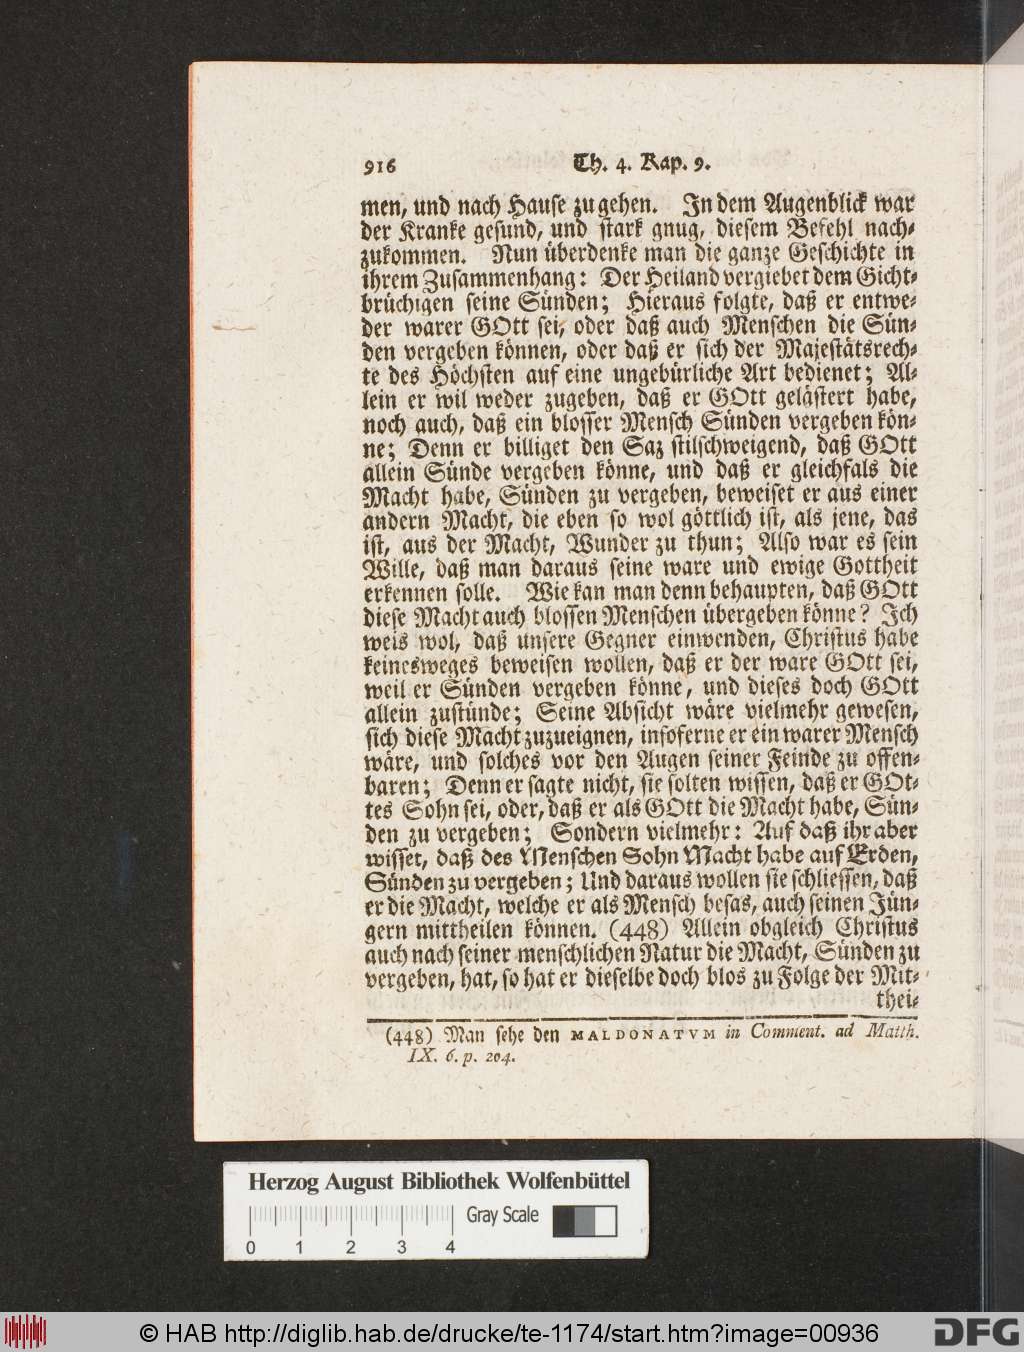 916 Th. 4. Kap. 9.
men, und nach Hause zu gehen. In dem Augenblick war
der Kranke gesund, und stark gnug, diesem Befehl nach-
zukommen. Nun überdenke man die ganze Geschichte in
ihrem Zusammenhang: Der Heiland vergiebet dem Gicht-
brüchigen seine Sünden; Hieraus folgte, daß er entwe-
der warer GOtt sei, oder daß auch Menschen die Sün-
den vergeben können, oder daß er sich der Majestätsrech-
te des Höchsten auf eine ungebürliche Art bedienet; Al-
lein er wil weder zugeben, daß er GOtt gelästert habe,
noch auch, daß ein blosser Mensch Sünden vergeben kön-
ne; Denn er billiget den Saz stilschweigend, daß GOtt
allein Sünde vergeben könne, und daß er gleichfals die
Macht habe, Sünden zu vergeben, beweiset er aus einer
andern Macht, die eben so wol göttlich ist, als jene, das
ist, aus der Macht, Wunder zu thun; Also war es sein
Wille, daß man daraus seine ware und ewige Gottheit
erkennen solle. Wie kan man denn behaupten, daß GOtt
diese Macht auch blossen Menschen übergeben könne? Ich
weis wol, daß unsere Gegner einwenden, Christus habe
keinesweges beweisen wollen, daß er der ware GOtt sei,
weil er Sünden vergeben könne, und dieses doch GOtt
allein zustünde; Seine Absicht wäre vielmehr gewesen,
sich diese Macht zuzueignen, insoferne er ein warer Mensch
wäre, und solches vor den Augen seiner Feinde zu offen-
baren; Denn er sagte nicht, sie solten wissen, daß er GOt-
tes Sohn sei, oder, daß er als GOtt die Macht habe, Sün-
den zu vergeben; Sondern vielmehr: Auf daß ihr aber
wisset, daß des Menschen Sohn Macht habe auf Erden,
Sünden zu vergeben; Und daraus wollen sie schliessen, daß
er die Macht, welche er als Mensch besas, auch seinen Jün-
gern mittheilen können. (448) Allein obgleich Christus
auch nach seiner menschlichen Natur die Macht, Sünden zu
vergeben, hat, so hat er dieselbe doch blos zu Folge der Mit-
thei-
(448) Man sehe den MALDONATVM in Comment. ad Matth.
IX. 6. p. 204.
Herzog August Bibliothek Wolfenbüttel
Gray Scale
0 1 2 3 4
© HAB http://diglib.hab.de/drucke/te-1174/start.htm?image=00936
DFG